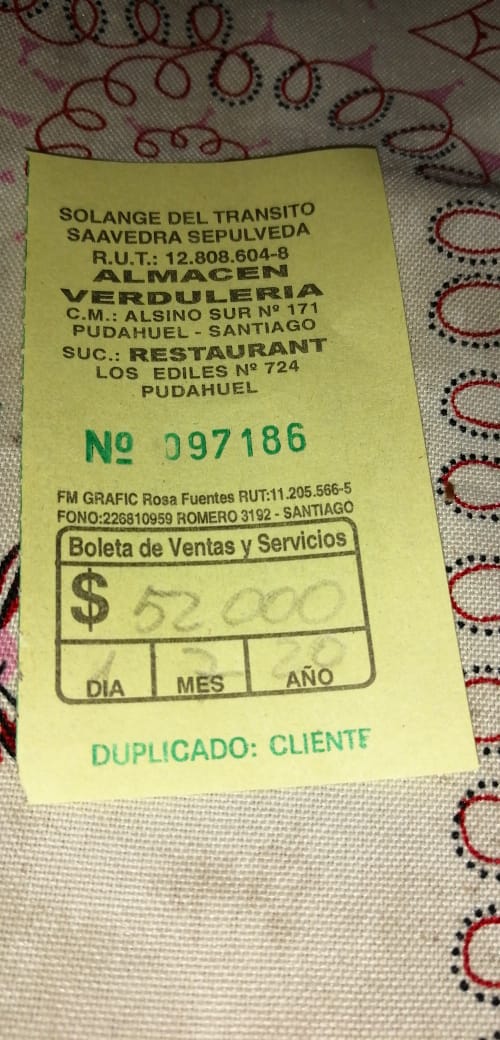 SOLANGE DEL TRANSITO
SAAVEDRA SEPULVEDA
R.U.T.: 12.808.604-8
ALMACEN
VERDULERIA
C.M.: ALSINO SUR Nº 171
PUDAHUEL - SANTIAGO
SUC.: RESTAURANT
LOS EDILES Nº 724
PUDAHUEL
Nº 097186
FM GRAFIC Rosa Fuentes RUT:11.205.566-5
FONO:226810959 ROMERO 3192 - SANTIAGO
Boleta de Ventas y Servicios
$ 52.000
1 7 20
DIA MES AÑO
DUPLICADO: CLIENTE